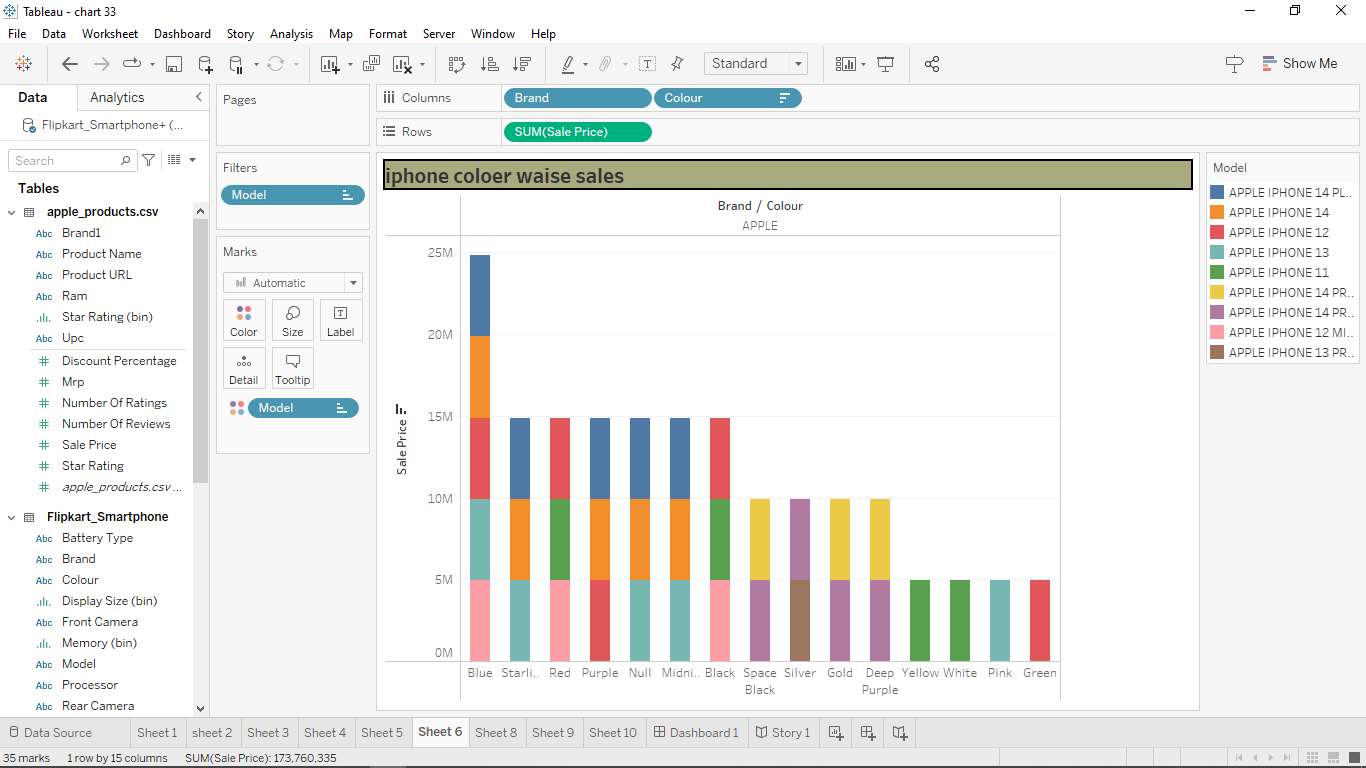 Tableau - chart 33
File Data Worksheet Dashboard Story Analysis Map Format Server Window Help
Standard
Show Me
Data Analytics
Flipkart_Smartphone+ (...
Search
Tables
apple_products.csv
Abc Brand1
Abc Product Name
Abc Product URL
Abc Ram
Star Rating (bin)
Abc Upc
# Discount Percentage
# Mrp
# Number Of Ratings
# Number Of Reviews
# Sale Price
# Star Rating
# apple_products.csv ...
Flipkart_Smartphone
Abc Battery Type
Abc Brand
Abc Colour
Display Size (bin)
Abc Front Camera
Memory (bin)
Abc Model
Abc Processor
Abc Rear Camera
Pages
Filters
Model
Marks
Automatic
Color Size Label
Detail Tooltip
Model
Columns Brand Colour
Rows SUM(Sale Price)
iphone coloer waise sales
Brand / Colour
APPLE
Sale Price
25M
20M
15M
10M
5M
0M
Blue Starli.. Red Purple Null Midni.. Black Space Black Silver Gold Deep Purple Yellow White Pink Green
Model
APPLE IPHONE 14 PL..
APPLE IPHONE 14
APPLE IPHONE 12
APPLE IPHONE 13
APPLE IPHONE 11
APPLE IPHONE 14 PR..
APPLE IPHONE 14 PR..
APPLE IPHONE 12 MI..
APPLE IPHONE 13 PR..
Data Source Sheet 1 sheet 2 Sheet 3 Sheet 4 Sheet 5 Sheet 6 Sheet 8 Sheet 9 Sheet 10 Dashboard 1 Story 1
35 marks 1 row by 15 columns SUM(Sale Price): 173,760,335